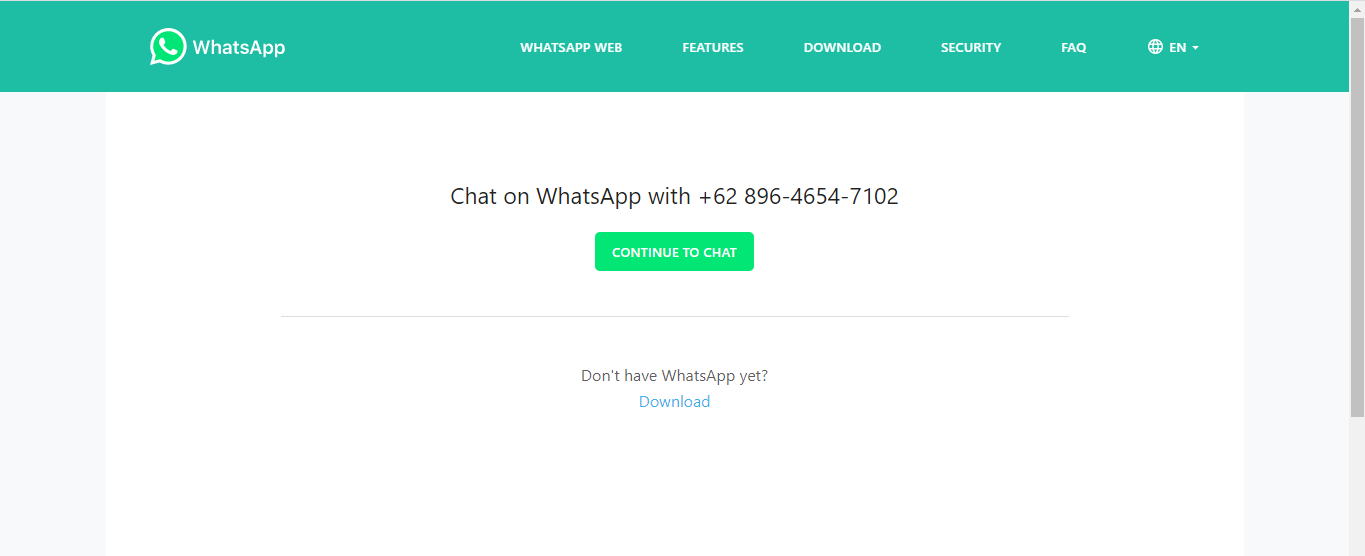 WhatsApp
WHATSAPP WEB FEATURES DOWNLOAD SECURITY FAQ EN
Chat on WhatsApp with +62 896-4654-7102
CONTINUE TO CHAT
Don't have WhatsApp yet?
Download